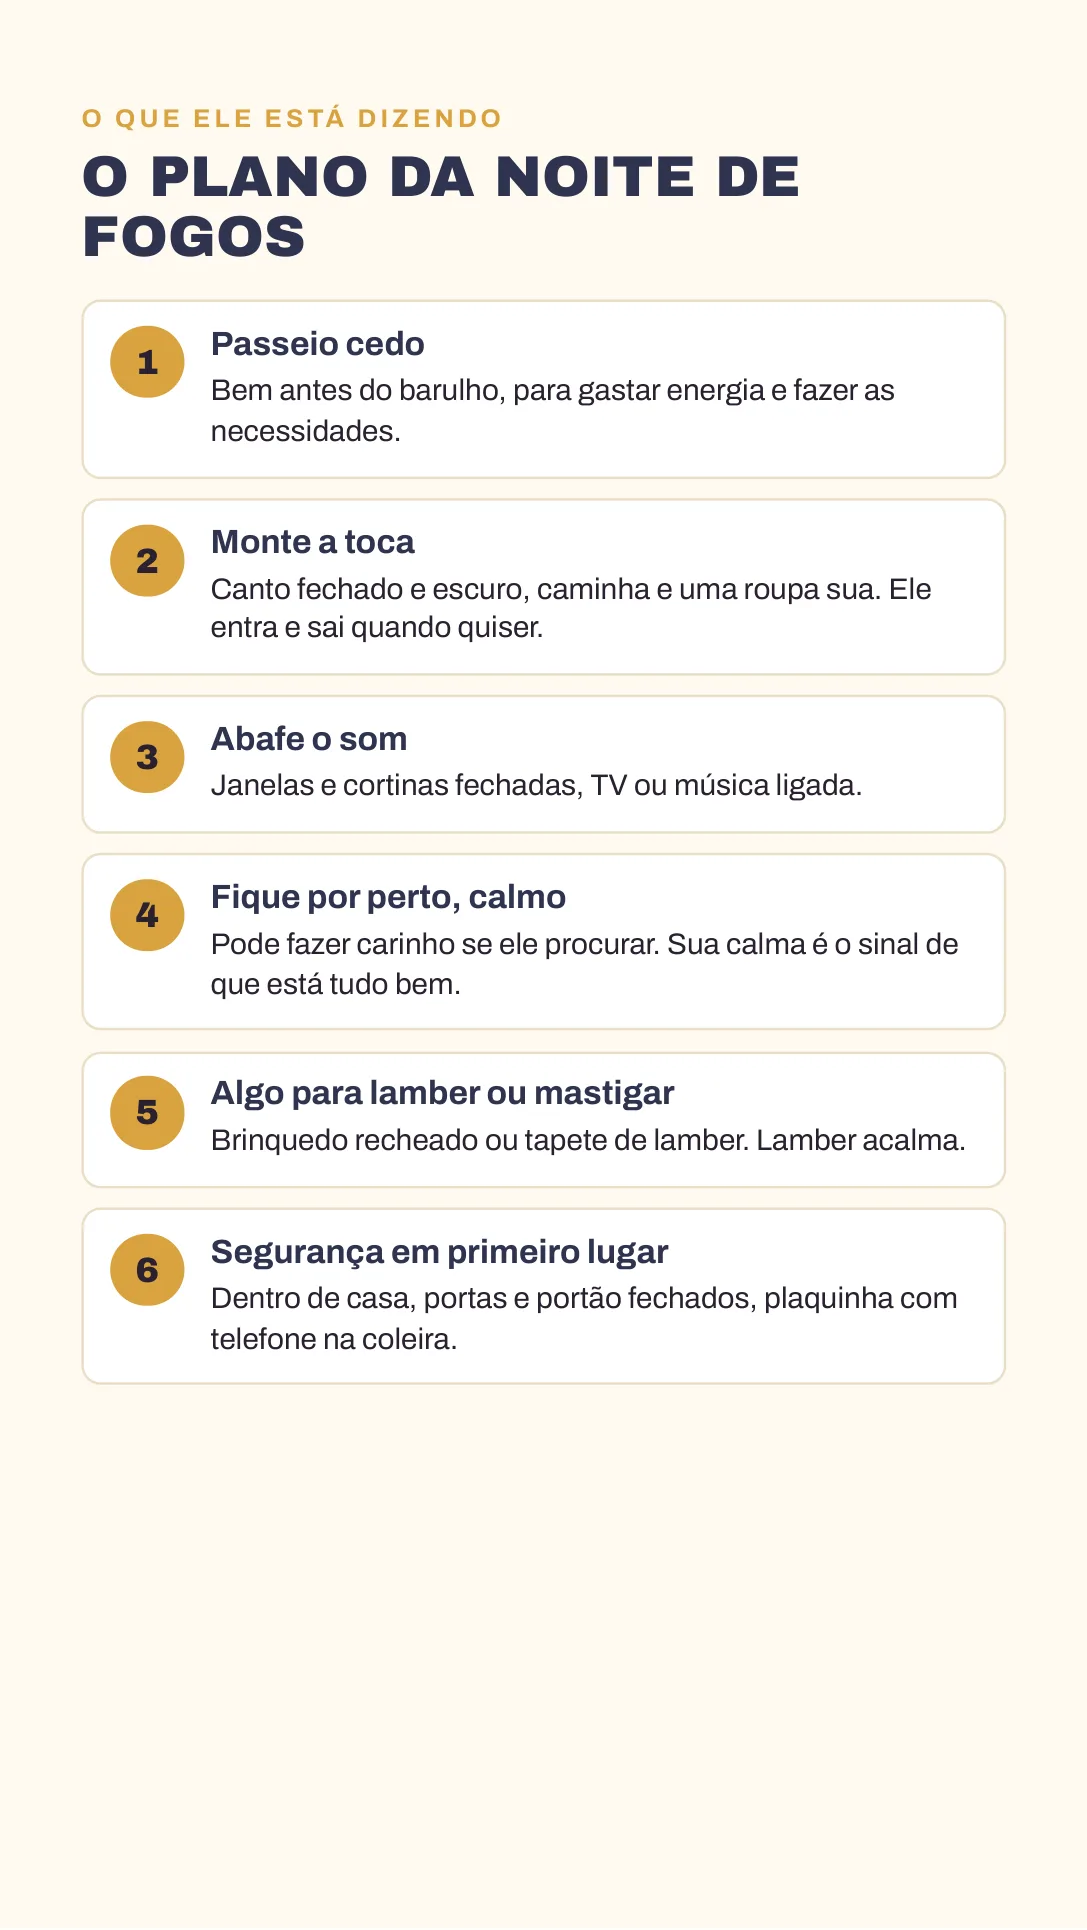 O QUE ELE ESTÁ DIZENDO
O PLANO DA NOITE DE
FOGOS
1
Passeio cedo
Bem antes do barulho, para gastar energia e fazer as
necessidades.
2
Monte a toca
Canto fechado e escuro, caminha e uma roupa sua. Ele
entra e sai quando quiser.
3
Abafe o som
Janelas e cortinas fechadas, TV ou música ligada.
4
Fique por perto, calmo
Pode fazer carinho se ele procurar. Sua calma é o sinal de
que está tudo bem.
5
Algo para lamber ou mastigar
Brinquedo recheado ou tapete de lamber. Lamber acalma.
6
Segurança em primeiro lugar
Dentro de casa, portas e portão fechados, plaquinha com
telefone na coleira.